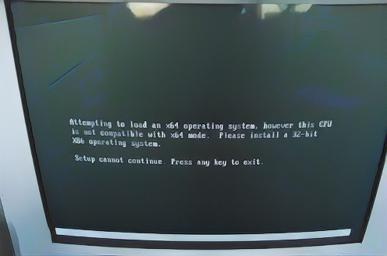 Attempting to load an x64 operating system, however this CPU
is not compatible with x64 mode. Please install a 32-bit
X86 operating system.
Setup cannot continue. Press any key to exit.